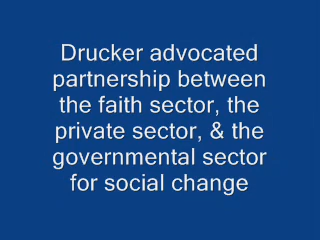 Drucker advocated
partnership between
the faith sector, the
private sector, & the
governmental sector
for social change